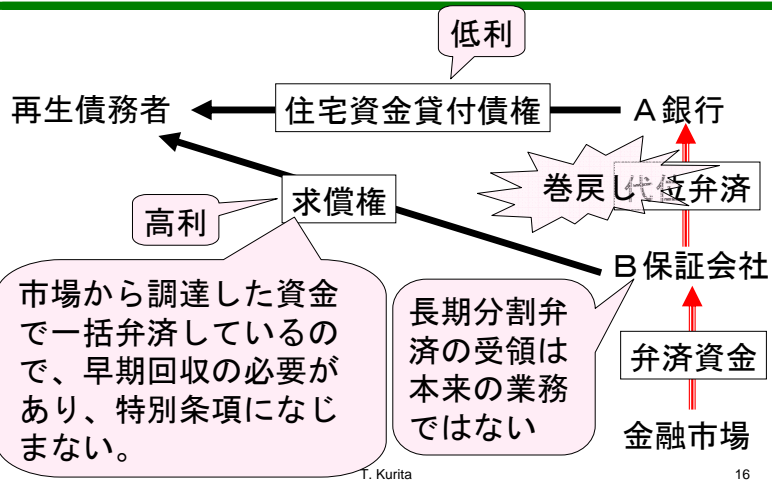 低利
再生債務者
住宅資金貸付債権
A銀行
巻戻し
代位弁済
求償権
高利
B保証会社
市場から調達した資金
で一括弁済しているの
で、早期回収の必要が
あり、特別条項になじ
まない。
長期分割弁
済の受領は
本来の業務
ではない
弁済資金
金融市場
T. Kurita
16